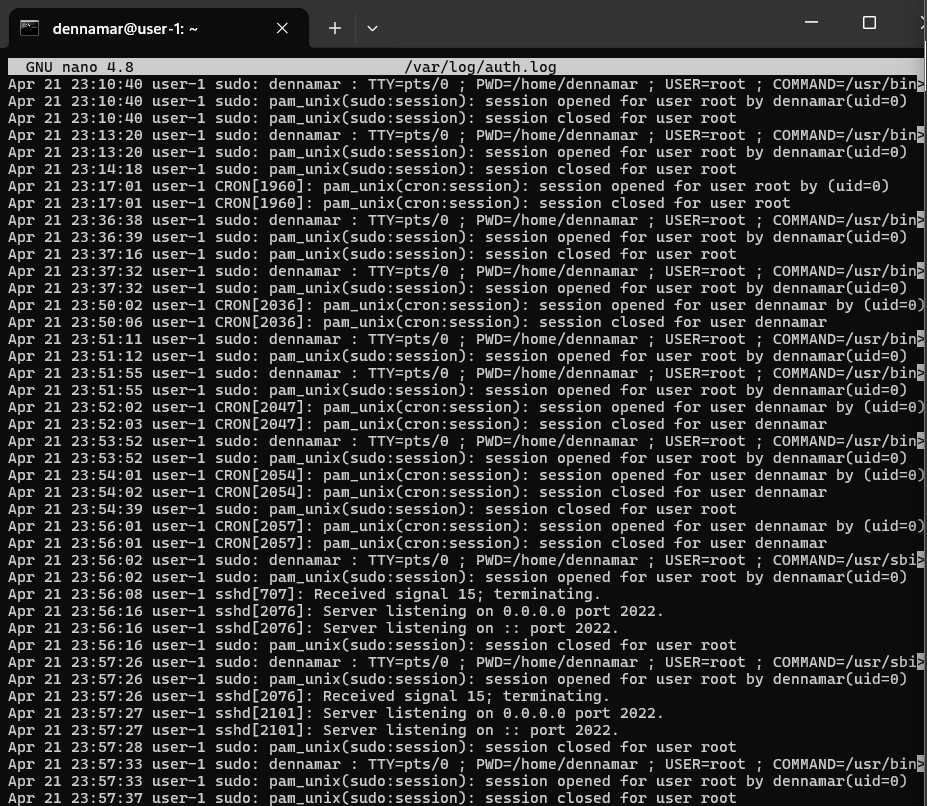 dennamar@user-1: ~
GNU nano 4.8 /var/log/auth.log
Apr 21 23:10:40 user-1 sudo: dennamar : TTY=pts/0 ; PWD=/home/dennamar ; USER=root ; COMMAND=/usr/bin>
Apr 21 23:10:40 user-1 sudo: pam_unix(sudo:session): session opened for user root by dennamar(uid=0)
Apr 21 23:10:40 user-1 sudo: pam_unix(sudo:session): session closed for user root
Apr 21 23:13:20 user-1 sudo: dennamar : TTY=pts/0 ; PWD=/home/dennamar ; USER=root ; COMMAND=/usr/bin>
Apr 21 23:13:20 user-1 sudo: pam_unix(sudo:session): session opened for user root by dennamar(uid=0)
Apr 21 23:14:18 user-1 sudo: pam_unix(sudo:session): session closed for user root
Apr 21 23:17:01 user-1 CRON[1960]: pam_unix(cron:session): session opened for user root by (uid=0)
Apr 21 23:17:01 user-1 CRON[1960]: pam_unix(cron:session): session closed for user root
Apr 21 23:36:38 user-1 sudo: dennamar : TTY=pts/0 ; PWD=/home/dennamar ; USER=root ; COMMAND=/usr/bin>
Apr 21 23:36:39 user-1 sudo: pam_unix(sudo:session): session opened for user root by dennamar(uid=0)
Apr 21 23:37:16 user-1 sudo: pam_unix(sudo:session): session closed for user root
Apr 21 23:37:32 user-1 sudo: dennamar : TTY=pts/0 ; PWD=/home/dennamar ; USER=root ; COMMAND=/usr/bin>
Apr 21 23:37:32 user-1 sudo: pam_unix(sudo:session): session opened for user root by dennamar(uid=0)
Apr 21 23:50:02 user-1 CRON[2036]: pam_unix(cron:session): session opened for user dennamar by (uid=0)
Apr 21 23:50:06 user-1 CRON[2036]: pam_unix(cron:session): session closed for user dennamar
Apr 21 23:51:11 user-1 sudo: dennamar : TTY=pts/0 ; PWD=/home/dennamar ; USER=root ; COMMAND=/usr/bin>
Apr 21 23:51:12 user-1 sudo: pam_unix(sudo:session): session opened for user root by dennamar(uid=0)
Apr 21 23:51:55 user-1 sudo: dennamar : TTY=pts/0 ; PWD=/home/dennamar ; USER=root ; COMMAND=/usr/bin>
Apr 21 23:51:55 user-1 sudo: pam_unix(sudo:session): session opened for user root by dennamar(uid=0)
Apr 21 23:52:02 user-1 CRON[2047]: pam_unix(cron:session): session opened for user dennamar by (uid=0)
Apr 21 23:52:03 user-1 CRON[2047]: pam_unix(cron:session): session closed for user dennamar
Apr 21 23:53:52 user-1 sudo: dennamar : TTY=pts/0 ; PWD=/home/dennamar ; USER=root ; COMMAND=/usr/bin>
Apr 21 23:53:52 user-1 sudo: pam_unix(sudo:session): session opened for user root by dennamar(uid=0)
Apr 21 23:54:01 user-1 CRON[2054]: pam_unix(cron:session): session opened for user dennamar by (uid=0)
Apr 21 23:54:02 user-1 CRON[2054]: pam_unix(cron:session): session closed for user dennamar
Apr 21 23:54:39 user-1 sudo: pam_unix(sudo:session): session closed for user root
Apr 21 23:56:01 user-1 CRON[2057]: pam_unix(cron:session): session opened for user dennamar by (uid=0)
Apr 21 23:56:01 user-1 CRON[2057]: pam_unix(cron:session): session closed for user dennamar
Apr 21 23:56:02 user-1 sudo: dennamar : TTY=pts/0 ; PWD=/home/dennamar ; USER=root ; COMMAND=/usr/sbi>
Apr 21 23:56:02 user-1 sudo: pam_unix(sudo:session): session opened for user root by dennamar(uid=0)
Apr 21 23:56:08 user-1 sshd[707]: Received signal 15; terminating.
Apr 21 23:56:16 user-1 sshd[2076]: Server listening on 0.0.0.0 port 2022.
Apr 21 23:56:16 user-1 sshd[2076]: Server listening on :: port 2022.
Apr 21 23:56:16 user-1 sudo: pam_unix(sudo:session): session closed for user root
Apr 21 23:57:26 user-1 sudo: dennamar : TTY=pts/0 ; PWD=/home/dennamar ; USER=root ; COMMAND=/usr/sbi>
Apr 21 23:57:26 user-1 sudo: pam_unix(sudo:session): session opened for user root by dennamar(uid=0)
Apr 21 23:57:26 user-1 sshd[2076]: Received signal 15; terminating.
Apr 21 23:57:27 user-1 sshd[2101]: Server listening on 0.0.0.0 port 2022.
Apr 21 23:57:27 user-1 sshd[2101]: Server listening on :: port 2022.
Apr 21 23:57:28 user-1 sudo: pam_unix(sudo:session): session closed for user root
Apr 21 23:57:33 user-1 sudo: dennamar : TTY=pts/0 ; PWD=/home/dennamar ; USER=root ; COMMAND=/usr/bin>
Apr 21 23:57:33 user-1 sudo: pam_unix(sudo:session): session opened for user root by dennamar(uid=0)
Apr 21 23:57:37 user-1 sudo: pam_unix(sudo:session): session closed for user root